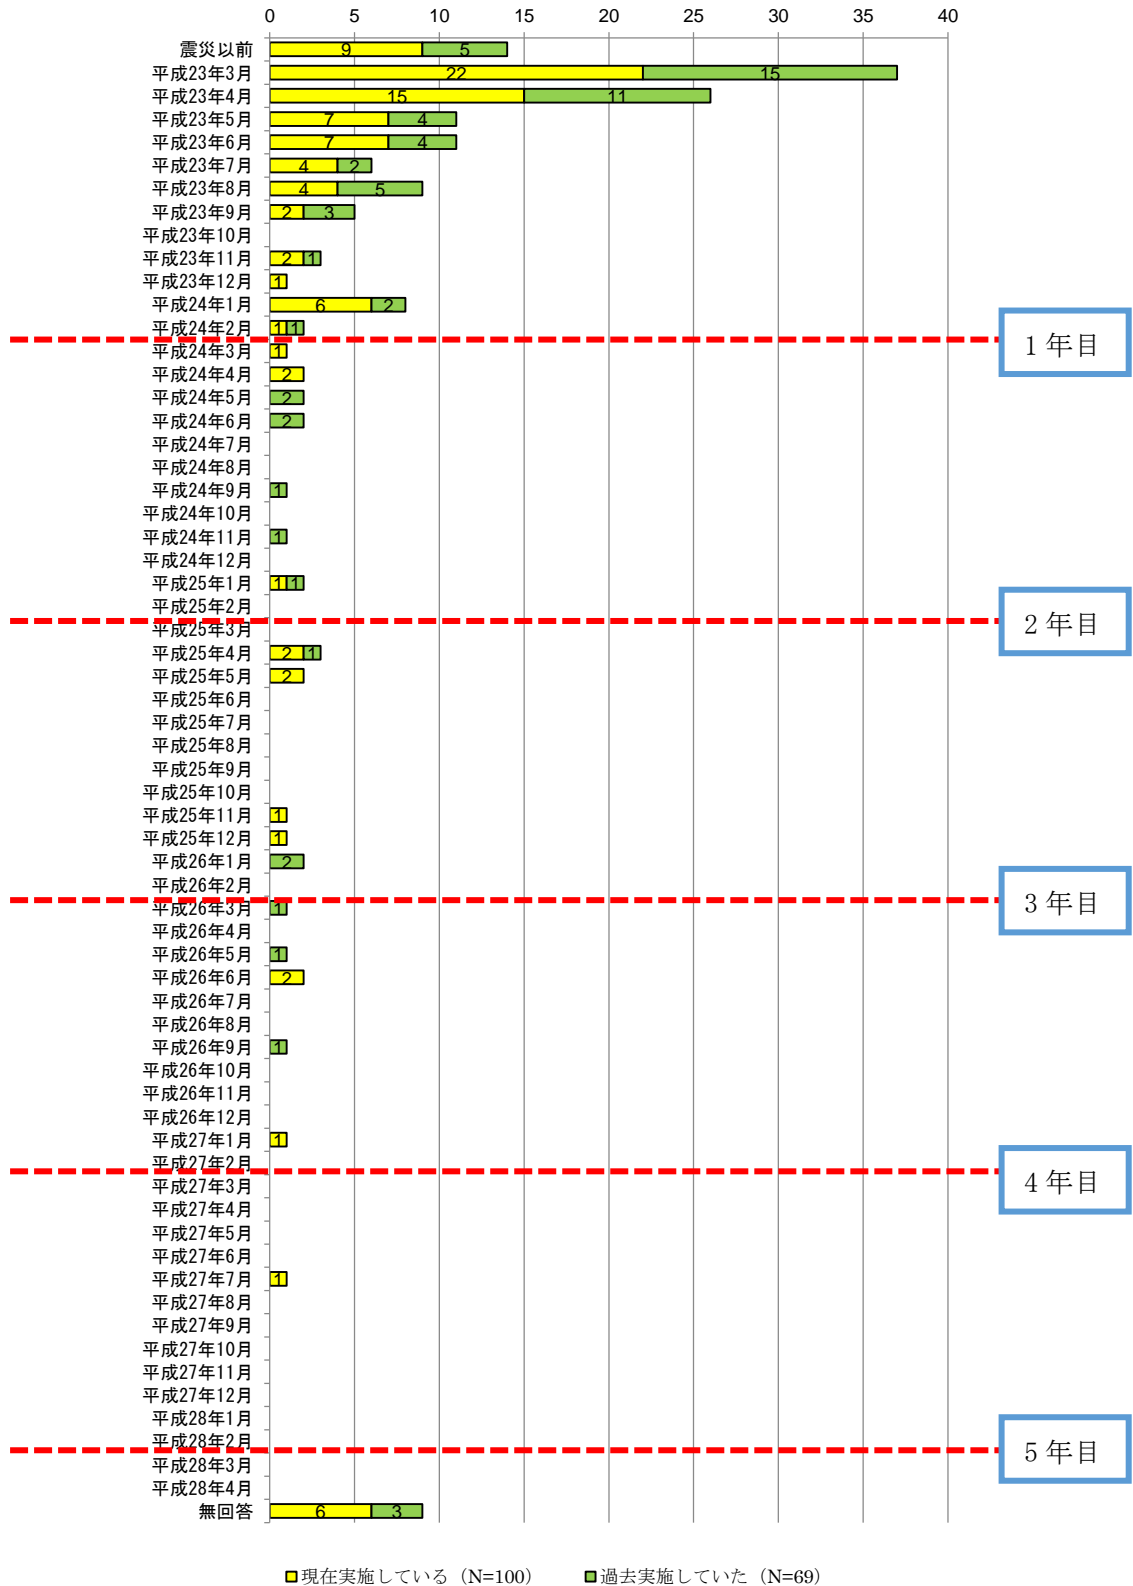 0 5 10 15 20 25 30 35 40
震災以前 9 5
平成23年3月 22 15
平成23年4月 15 11
平成23年5月 7 4
平成23年6月 7 4
平成23年7月 4 2
平成23年8月 4 5
平成23年9月 2 3
平成23年10月
平成23年11月 2 1
平成23年12月 1
平成24年1月 6 2
平成24年2月 1 1
1年目
平成24年3月 1
平成24年4月 2
平成24年5月 2
平成24年6月 2
平成24年7月
平成24年8月
平成24年9月 1
平成24年10月
平成24年11月 1
平成24年12月
平成25年1月 1 1
平成25年2月
2年目
平成25年3月
平成25年4月 2 1
平成25年5月 2
平成25年6月
平成25年7月
平成25年8月
平成25年9月
平成25年10月
平成25年11月 1
平成25年12月 1
平成26年1月 2
平成26年2月
3年目
平成26年3月 1
平成26年4月
平成26年5月 1
平成26年6月 2
平成26年7月
平成26年8月
平成26年9月 1
平成26年10月
平成26年11月
平成26年12月
平成27年1月 1
平成27年2月
4年目
平成27年3月
平成27年4月
平成27年5月
平成27年6月
平成27年7月 1
平成27年8月
平成27年9月
平成27年10月
平成27年11月
平成27年12月
平成28年1月
平成28年2月
5年目
平成28年3月
平成28年4月
無回答 6 3
現在実施している（N=100） 過去実施していた（N=69）